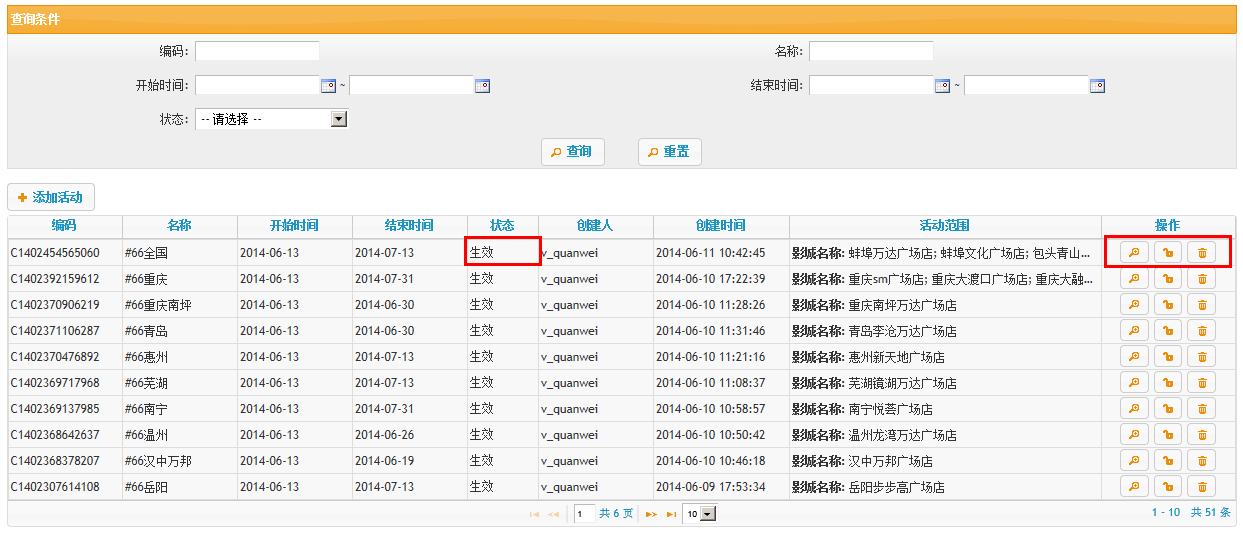 查询条件
编码: 名称:
开始时间: ~ 结束时间: ~
状态: -- 请选择 --
查询 重置
添加活动
编码 名称 开始时间 结束时间 状态 创建人 创建时间 活动范围 操作
C1402454565060 #66全国 2014-06-13 2014-07-13 生效 v_quanwei 2014-06-11 10:42:45 影城名称: 蚌埠万达广场店; 蚌埠文化广场店; 包头青山...
C1402392159612 #66重庆 2014-06-13 2014-07-31 生效 v_quanwei 2014-06-10 17:22:39 影城名称: 重庆sm广场店; 重庆大渡口广场店; 重庆大融...
C1402370906219 #66重庆南坪 2014-06-13 2014-06-30 生效 v_quanwei 2014-06-10 11:28:26 影城名称: 重庆南坪万达广场店
C1402371106287 #66青岛 2014-06-13 2014-06-30 生效 v_quanwei 2014-06-10 11:31:46 影城名称: 青岛李沧万达广场店
C1402370476892 #66惠州 2014-06-13 2014-07-13 生效 v_quanwei 2014-06-10 11:21:16 影城名称: 惠州新天地广场店
C1402369717968 #66芜湖 2014-06-13 2014-07-13 生效 v_quanwei 2014-06-10 11:08:37 影城名称: 芜湖镜湖万达广场店
C1402369137985 #66南宁 2014-06-13 2014-07-31 生效 v_quanwei 2014-06-10 10:58:57 影城名称: 南宁悦荟广场店
C1402368642637 #66温州 2014-06-13 2014-06-26 生效 v_quanwei 2014-06-10 10:50:42 影城名称: 温州龙湾万达广场店
C1402368378207 #66汉中万邦 2014-06-13 2014-06-19 生效 v_quanwei 2014-06-10 10:46:18 影城名称: 汉中万邦广场店
C1402307614108 #66岳阳 2014-06-13 2014-07-13 生效 v_quanwei 2014-06-09 17:53:34 影城名称: 岳阳步步高广场店
1 共 6 页 10 1 - 10 共 51 条